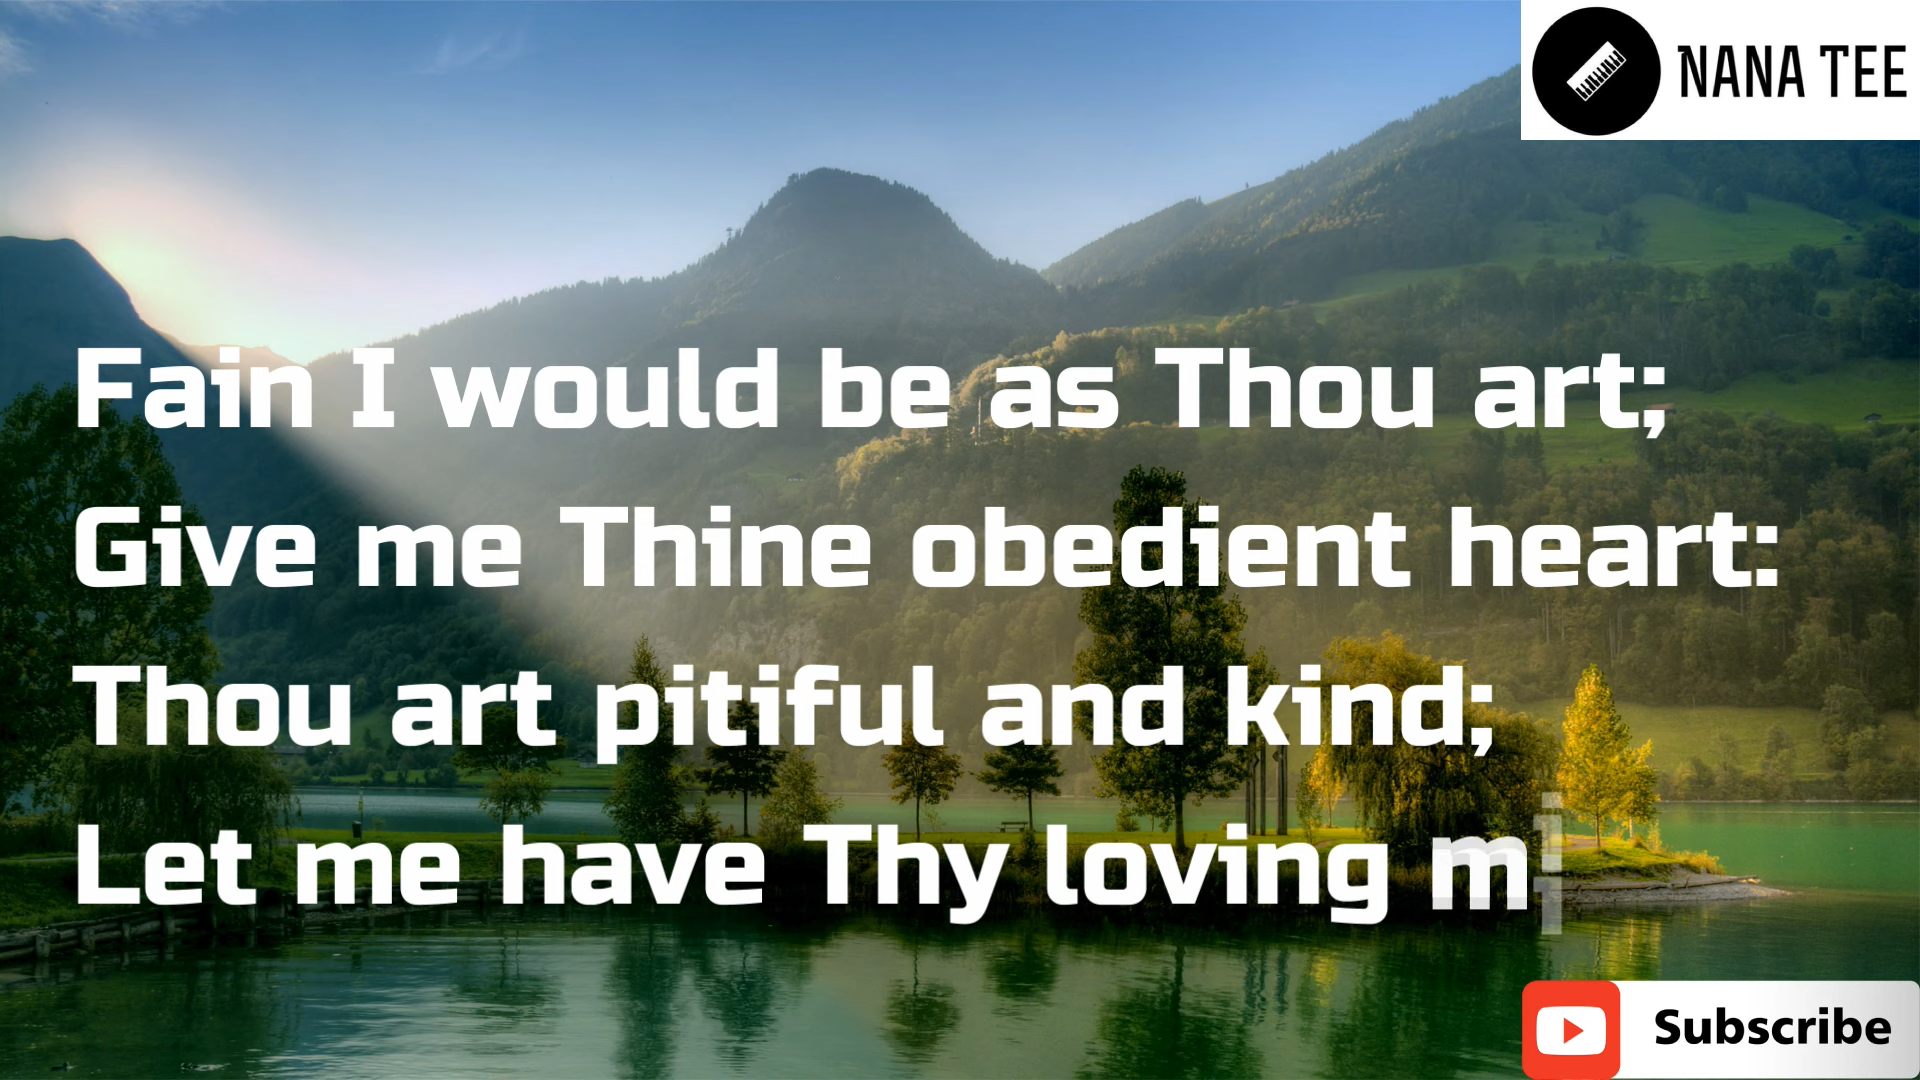 NANA TEE
Fain I would be as Thou art;
Give me Thine obedient heart:
Thou art pitiful and kind;
Let me have Thy loving mi
Subscribe